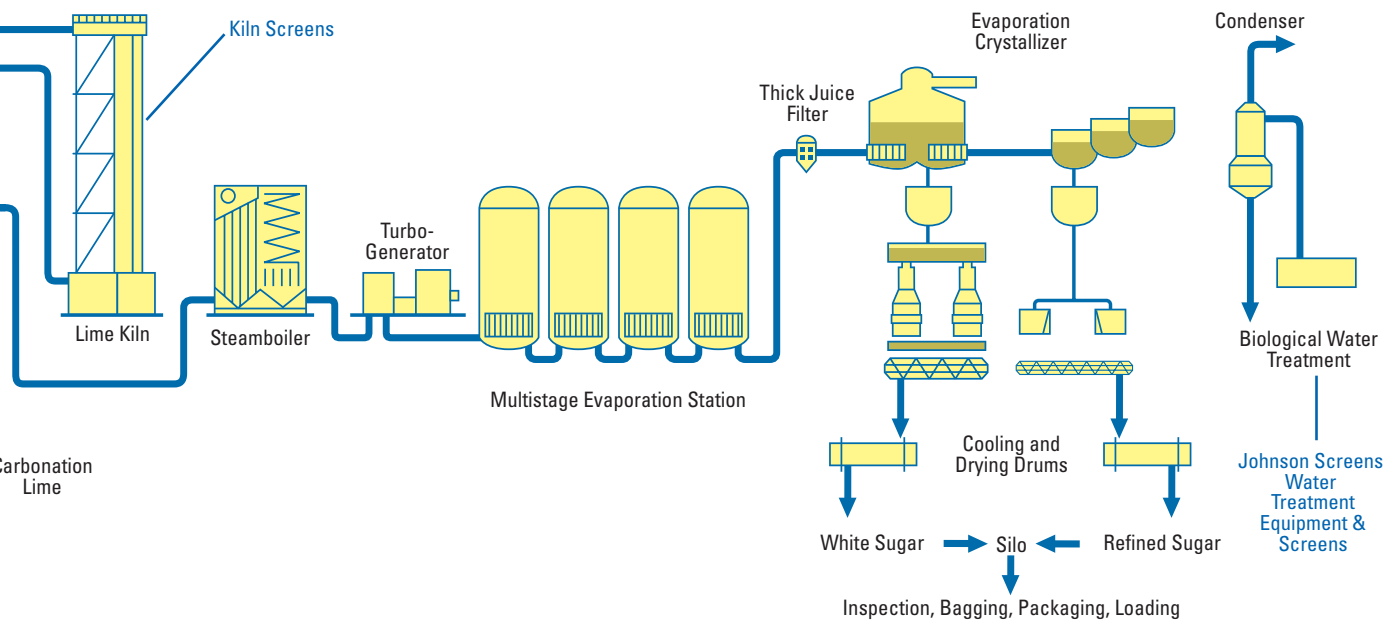 Kiln Screens
Evaporation
Crystallizer
Condenser
Thick Juice
Filter
Turbo-
Generator
Lime Kiln
Steamboiler
Multistage Evaporation Station
Biological Water
Treatment
Carbonation
Lime
Cooling and
Drying Drums
Johnson Screens
Water
Treatment
Equipment &
Screens
White Sugar
Silo
Refined Sugar
Inspection, Bagging, Packaging, Loading